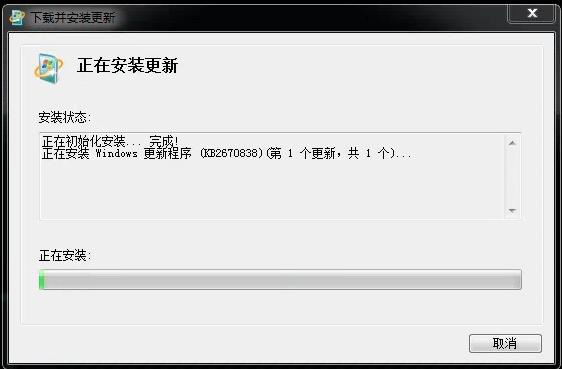 下载并安装更新
正在安装更新
安装状态:
正在初始化安装... 完成!
正在安装 Windows 更新程序 (KB2670838)(第 1 个更新，共 1 个)...
正在安装:
取消